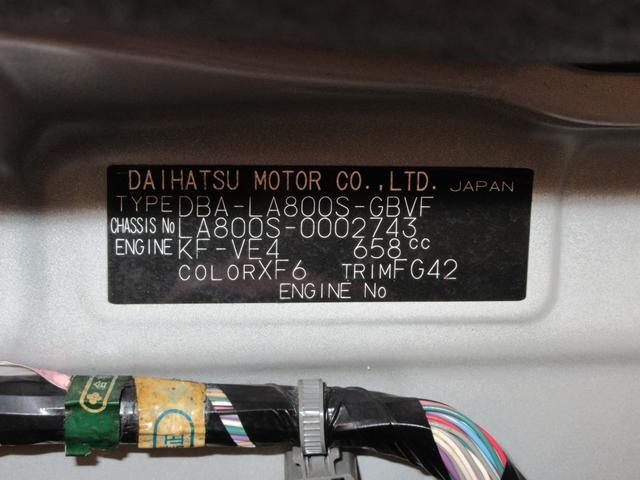 DAIHATSU MOTOR CO.,LTD. JAPAN
TYPE DBA-LA800S-GBVF
CHASSIS No LA800S-0002743
ENGINE KF-VE4 658cc
COLOR XF6 TRIM FG42
ENGINE No